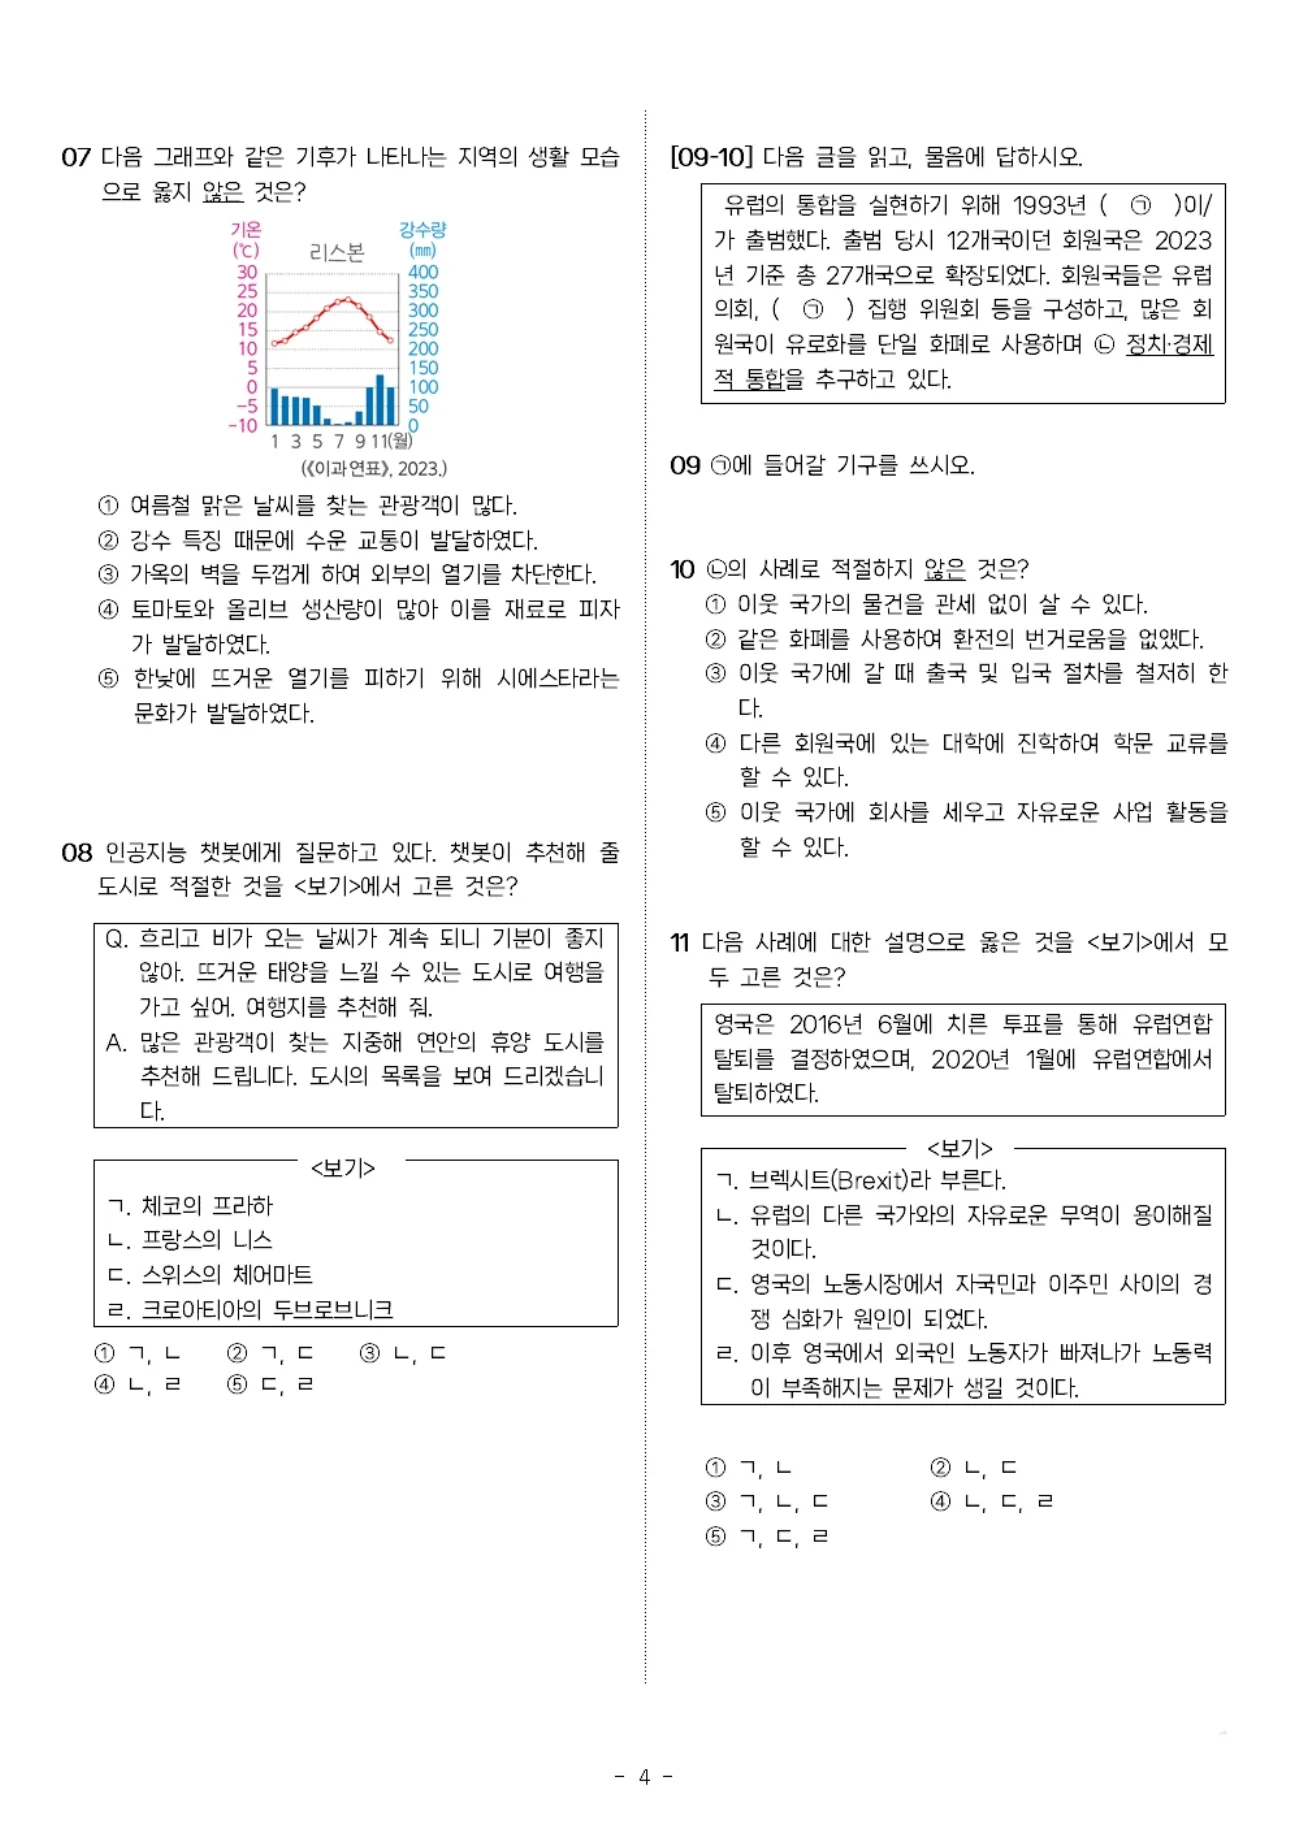 07 다음 그래프와 같은 기후가 나타나는 지역의 생활 모습
으로 옳지 않은 것은?
기온
(℃)
강수량
(㎜)
리스본
30
25
20
15
10
5
0
-5
-10
400
350
300
250
200
150
100
50
0
1 3 5 7 9 11(월)
(《이과 연표》, 2023.)
① 여름철 맑은 날씨를 찾는 관광객이 많다.
② 강수 특징 때문에 수운 교통이 발달하였다.
③ 가옥의 벽을 두껍게 하여 외부의 열기를 차단한다.
④ 토마토와 올리브 생산량이 많아 이를 재료로 피자
가 발달하였다.
⑤ 한낮에 뜨거운 열기를 피하기 위해 시에스타라는
문화가 발달하였다.
08 인공지능 챗봇에게 질문하고 있다. 챗봇이 추천해 줄
도시로 적절한 것을 <보기>에서 고른 것은?
Q. 흐리고 비가 오는 날씨가 계속 되니 기분이 좋지
않아. 뜨거운 태양을 느낄 수 있는 도시로 여행을
가고 싶어. 여행지를 추천해 줘.
A. 많은 관광객이 찾는 지중해 연안의 휴양 도시를
추천해 드립니다. 도시의 목록을 보여 드리겠습니
다.
<보기>
ㄱ. 체코의 프라하
ㄴ. 프랑스의 니스
ㄷ. 스위스의 체어마트
ㄹ. 크로아티아의 두브로브니크
① ㄱ, ㄴ ② ㄱ, ㄷ ③ ㄴ, ㄷ
④ ㄴ, ㄹ ⑤ ㄷ, ㄹ
[09-10] 다음 글을 읽고, 물음에 답하시오.
유럽의 통합을 실현하기 위해 1993년 ( ㉠ )이/
가 출범했다. 출범 당시 12개국이던 회원국은 2023
년 기준 총 27개국으로 확장되었다. 회원국들은 유럽
의회, ( ㉠ ) 집행 위원회 등을 구성하고, 많은 회
원국이 유로화를 단일 화폐로 사용하며 ㉡ 정치·경제
적 통합을 추구하고 있다.
09 ㉠에 들어갈 기구를 쓰시오.
10 ㉡의 사례로 적절하지 않은 것은?
① 이웃 국가의 물건을 관세 없이 살 수 있다.
② 같은 화폐를 사용하여 환전의 번거로움을 없앴다.
③ 이웃 국가에 갈 때 출국 및 입국 절차를 철저히 한
다.
④ 다른 회원국에 있는 대학에 진학하여 학문 교류를
할 수 있다.
⑤ 이웃 국가에 회사를 세우고 자유로운 사업 활동을
할 수 있다.
11 다음 사례에 대한 설명으로 옳은 것을 <보기>에서 모
두 고른 것은?
영국은 2016년 6월에 치른 투표를 통해 유럽연합
탈퇴를 결정하였으며, 2020년 1월에 유럽연합에서
탈퇴하였다.
<보기>
ㄱ. 브렉시트(Brexit)라 부른다.
ㄴ. 유럽의 다른 국가와의 자유로운 무역이 용이해질
것이다.
ㄷ. 영국의 노동시장에서 자국민과 이주민 사이의 경
쟁 심화가 원인이 되었다.
ㄹ. 이후 영국에서 외국인 노동자가 빠져나가 노동력
이 부족해지는 문제가 생길 것이다.
① ㄱ, ㄴ ② ㄴ, ㄷ
③ ㄱ, ㄴ, ㄷ ④ ㄴ, ㄷ, ㄹ
⑤ ㄱ, ㄷ, ㄹ
- 4 -